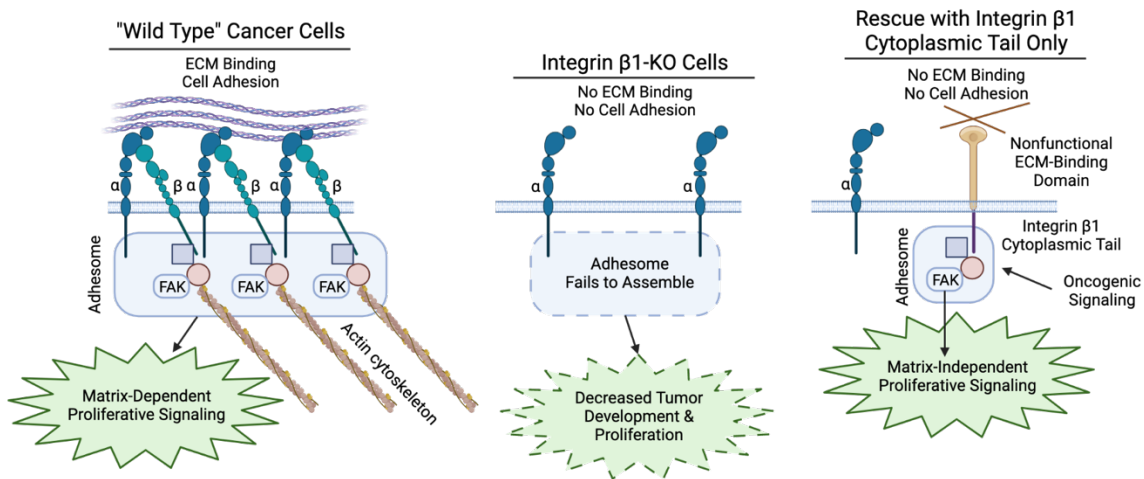 "Wild Type" Cancer Cells
ECM Binding
Cell Adhesion
α
β
α
β
α
β
Adhesome
FAK
FAK
FAK
Actin cytoskeleton
Matrix-Dependent
Proliferative Signaling
Integrin β1-KO Cells
No ECM Binding
No Cell Adhesion
α
α
Adhesome
Fails to Assemble
Decreased Tumor
Development &
Proliferation
Rescue with Integrin β1
Cytoplasmic Tail Only
No ECM Binding
No Cell Adhesion
Nonfunctional
ECM-Binding
Domain
α
Integrin β1
Cytoplasmic Tail
Adhesome
FAK
Oncogenic
Signaling
Matrix-Independent
Proliferative Signaling